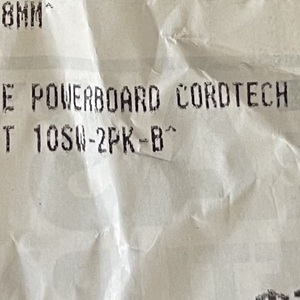 8MM^
E POWERBOARD CORDTECH
T 10SW-2PK-B^